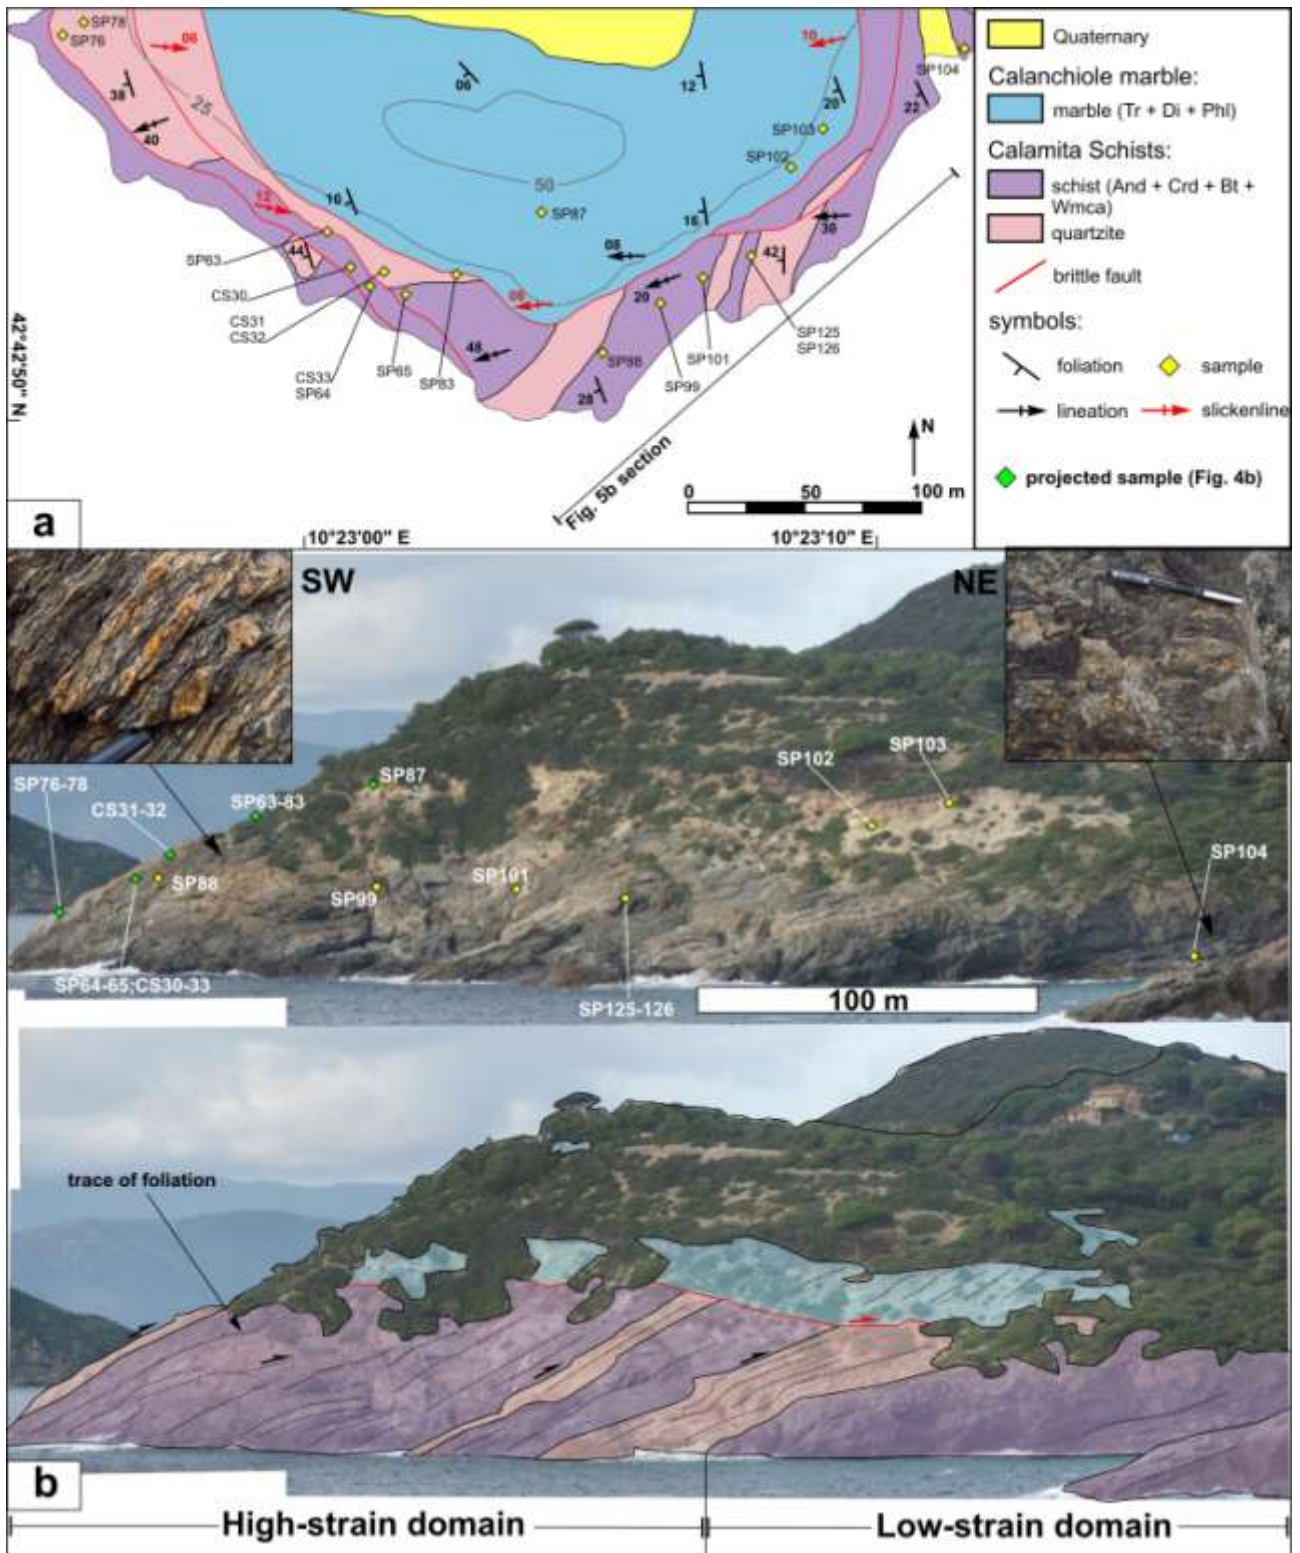 SP78
SP76
06
10
SP104
38
25
40
06
12
20
22
SP103
SP102
50
SP87
12
10
16
08
36
SP63
44
CS30
CS31
CS32
CS33
SP64
SP65
SP83
48
05
20
42
SP125
SP126
SP101
SP99
SP88
28
42°42'50" N
Fig. 5b section
N
0 50 100 m
a
10°23'00" E
10°23'10" E
Quaternary
Calanchiole marble:
marble (Tr + Di + Phl)
Calamita Schists:
schist (And + Crd + Bt +
Wmca)
quartzite
brittle fault
symbols:
foliation
sample
lineation
slickenline
projected sample (Fig. 4b)
SW
NE
SP76-78
CS31-32
SP63-83
SP87
SP102
SP103
SP104
SP88
SP99
SP101
SP64-65;CS30-33
SP125-126
100 m
trace of foliation
b
High-strain domain
Low-strain domain